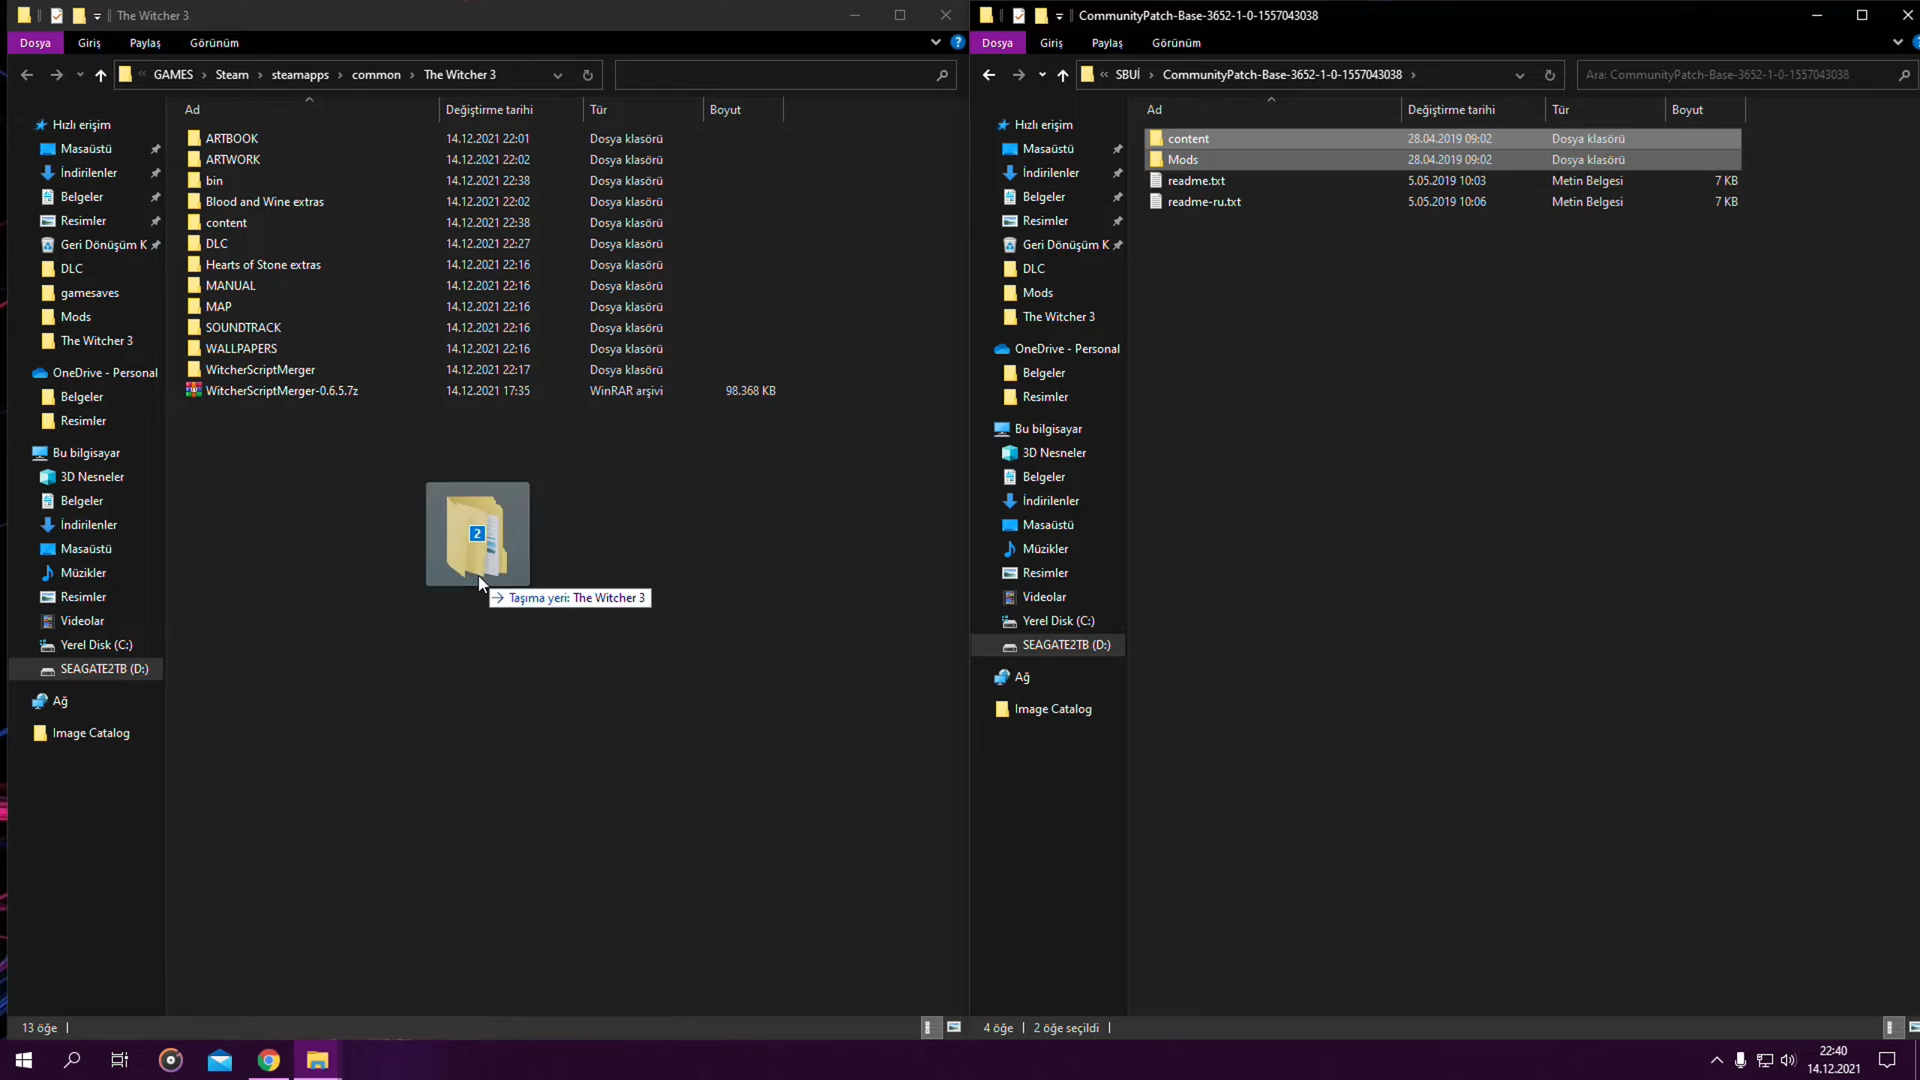 The Witcher 3
Dosya Giriş Paylaş Görünüm
GAMES Steam steamapps common The Witcher 3
Ad Değiştirme tarihi Tür Boyut
Hızlı erişim
Masaüstü
İndirilenler
Belgeler
Resimler
Geri Dönüşüm K
DLC
gamesaves
Mods
The Witcher 3
OneDrive - Personal
Belgeler
Resimler
Bu bilgisayar
3D Nesneler
Belgeler
İndirilenler
Masaüstü
Müzikler
Resimler
Videolar
Yerel Disk (C:)
SEAGATE2TB (D:)
Ağ
Image Catalog
ARTBOOK 14.12.2021 22:01 Dosya klasörü
ARTWORK 14.12.2021 22:02 Dosya klasörü
bin 14.12.2021 22:38 Dosya klasörü
Blood and Wine extras 14.12.2021 22:02 Dosya klasörü
content 14.12.2021 22:38 Dosya klasörü
DLC 14.12.2021 22:27 Dosya klasörü
Hearts of Stone extras 14.12.2021 22:16 Dosya klasörü
MANUAL 14.12.2021 22:16 Dosya klasörü
MAP 14.12.2021 22:16 Dosya klasörü
SOUNDTRACK 14.12.2021 22:16 Dosya klasörü
WALLPAPERS 14.12.2021 22:16 Dosya klasörü
WitcherScriptMerger 14.12.2021 22:17 Dosya klasörü
WitcherScriptMerger-0.6.5.7z 14.12.2021 17:35 WinRAR arşivi 98.368 KB
2
Taşıma yeri: The Witcher 3
13 öğe
CommunityPatch-Base-3652-1-0-1557043038
Dosya Giriş Paylaş Görünüm
SBUİ CommunityPatch-Base-3652-1-0-1557043038
Ara: CommunityPatch-Base-3652-1-0-1557043038
Ad Değiştirme tarihi Tür Boyut
Hızlı erişim
Masaüstü
İndirilenler
Belgeler
Resimler
Geri Dönüşüm K
DLC
Mods
The Witcher 3
OneDrive - Personal
Belgeler
Resimler
Bu bilgisayar
3D Nesneler
Belgeler
İndirilenler
Masaüstü
Müzikler
Resimler
Videolar
Yerel Disk (C:)
SEAGATE2TB (D:)
Ağ
Image Catalog
content 28.04.2019 09:02 Dosya klasörü
Mods 28.04.2019 09:02 Dosya klasörü
readme.txt 5.05.2019 10:03 Metin Belgesi 7 KB
readme-ru.txt 5.05.2019 10:06 Metin Belgesi 7 KB
4 öğe 2 öğe seçildi
22:40
14.12.2021